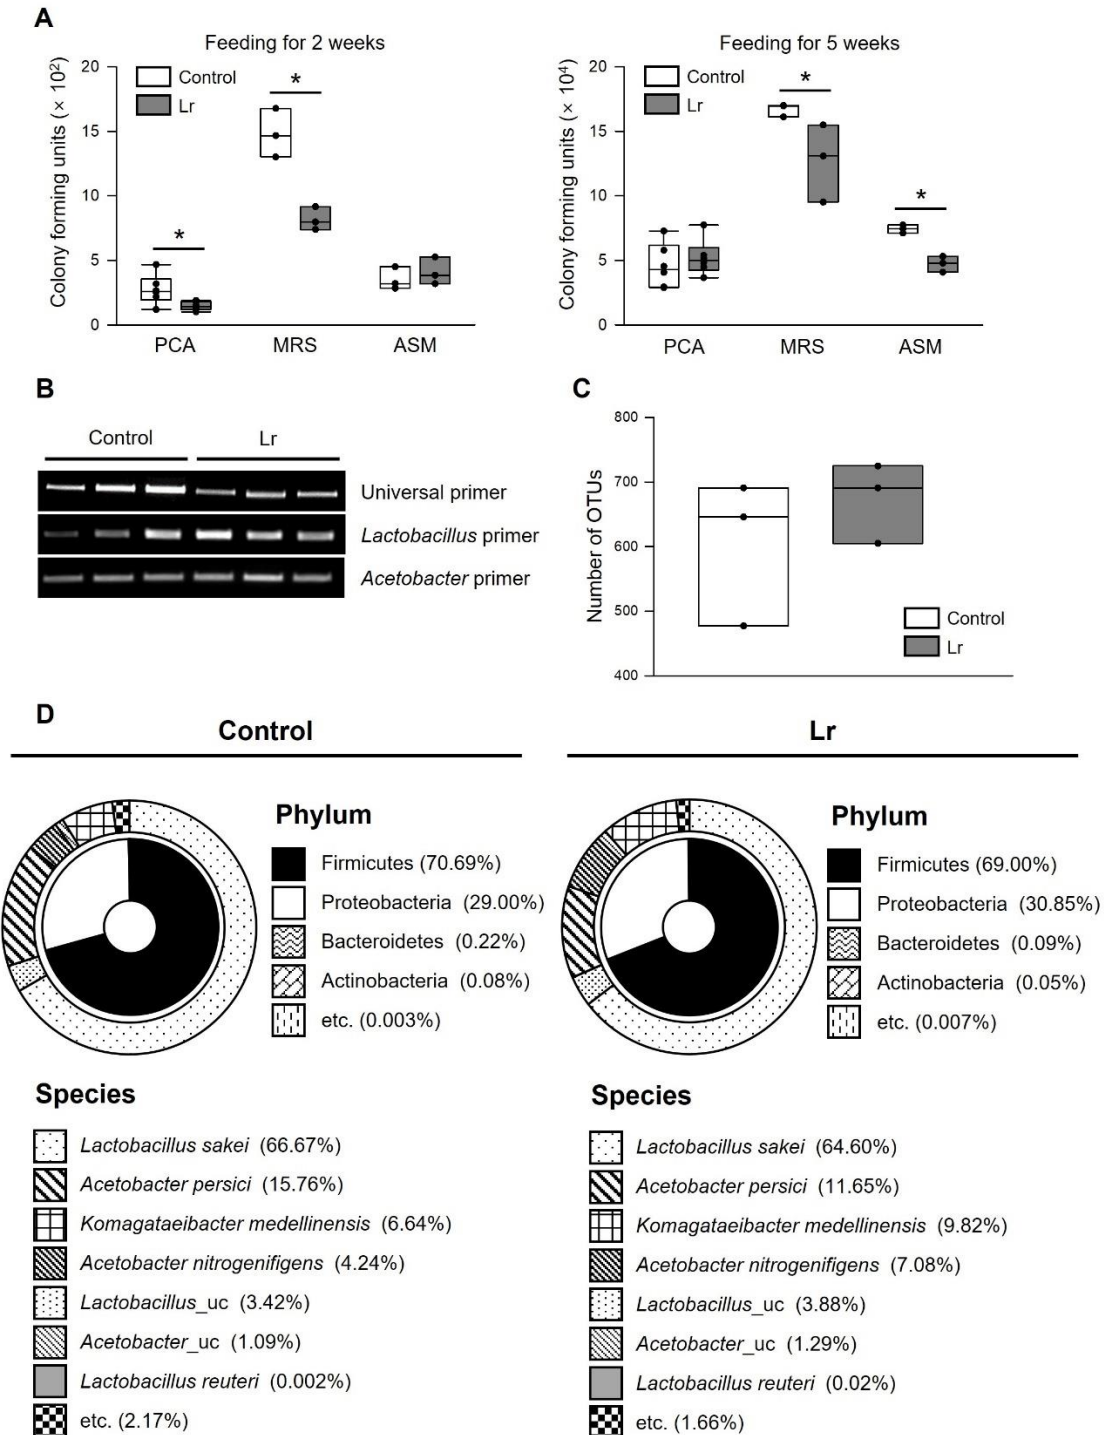 A
Feeding for 2 weeks
Colony forming units (× 10²)
20
15
10
5
0
Control
Lr
*
*
PCA
MRS
ASM
Feeding for 5 weeks
Colony forming units (× 10⁴)
20
15
10
5
0
Control
Lr
*
*
PCA
MRS
ASM
B
Control
Lr
Universal primer
Lactobacillus primer
Acetobacter primer
C
Number of OTUs
800
700
600
500
400
Control
Lr
D
Control
Phylum
Firmicutes (70.69%)
Proteobacteria (29.00%)
Bacteroidetes (0.22%)
Actinobacteria (0.08%)
etc. (0.003%)
Species
Lactobacillus sakei (66.67%)
Acetobacter persici (15.76%)
Komagataeibacter medellinensis (6.64%)
Acetobacter nitrogenifigens (4.24%)
Lactobacillus_uc (3.42%)
Acetobacter_uc (1.09%)
Lactobacillus reuteri (0.002%)
etc. (2.17%)
Lr
Phylum
Firmicutes (69.00%)
Proteobacteria (30.85%)
Bacteroidetes (0.09%)
Actinobacteria (0.05%)
etc. (0.007%)
Species
Lactobacillus sakei (64.60%)
Acetobacter persici (11.65%)
Komagataeibacter medellinensis (9.82%)
Acetobacter nitrogenifigens (7.08%)
Lactobacillus_uc (3.88%)
Acetobacter_uc (1.29%)
Lactobacillus reuteri (0.02%)
etc. (1.66%)